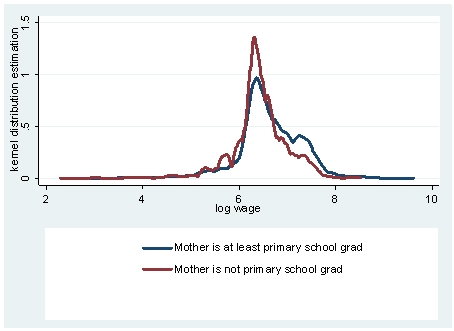 kernel distribution estimation
1.5
1
.5
0
2 4 6 8 10
log wage
Mother is at least primary school grad
Mother is not primary school grad